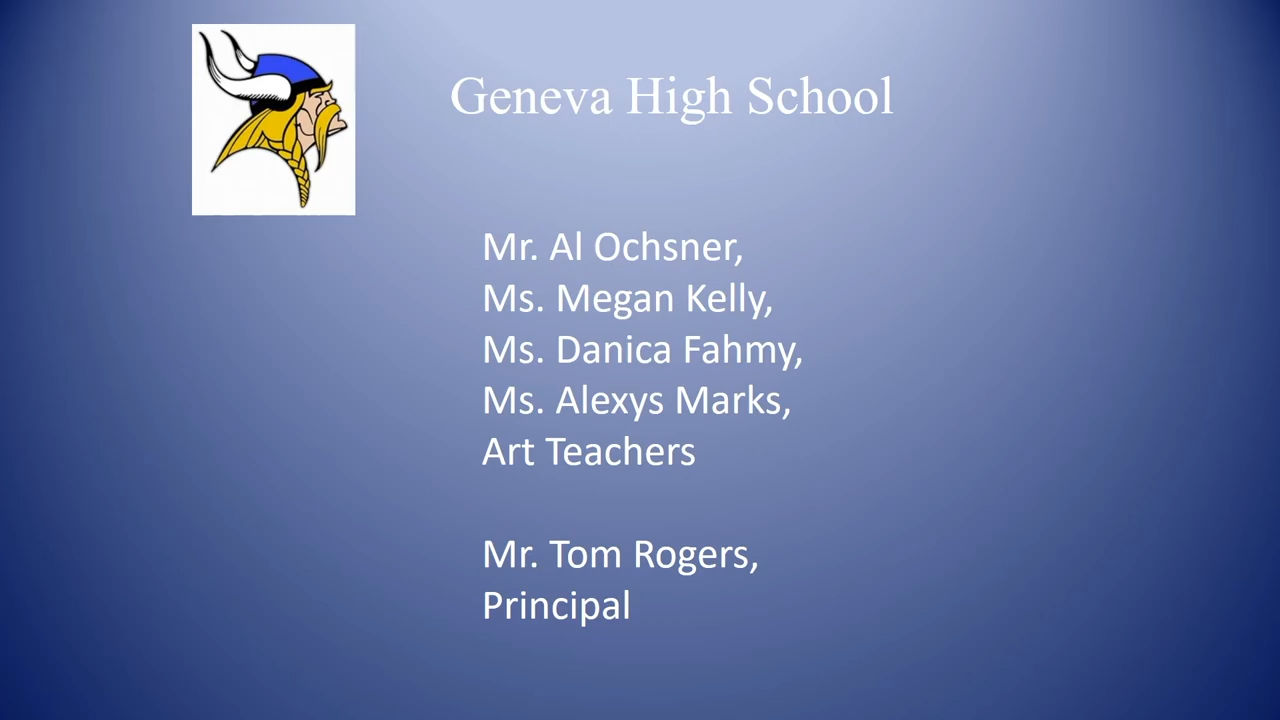 Geneva High School
Mr. Al Ochsner,
Ms. Megan Kelly,
Ms. Danica Fahmy,
Ms. Alexys Marks,
Art Teachers
Mr. Tom Rogers,
Principal